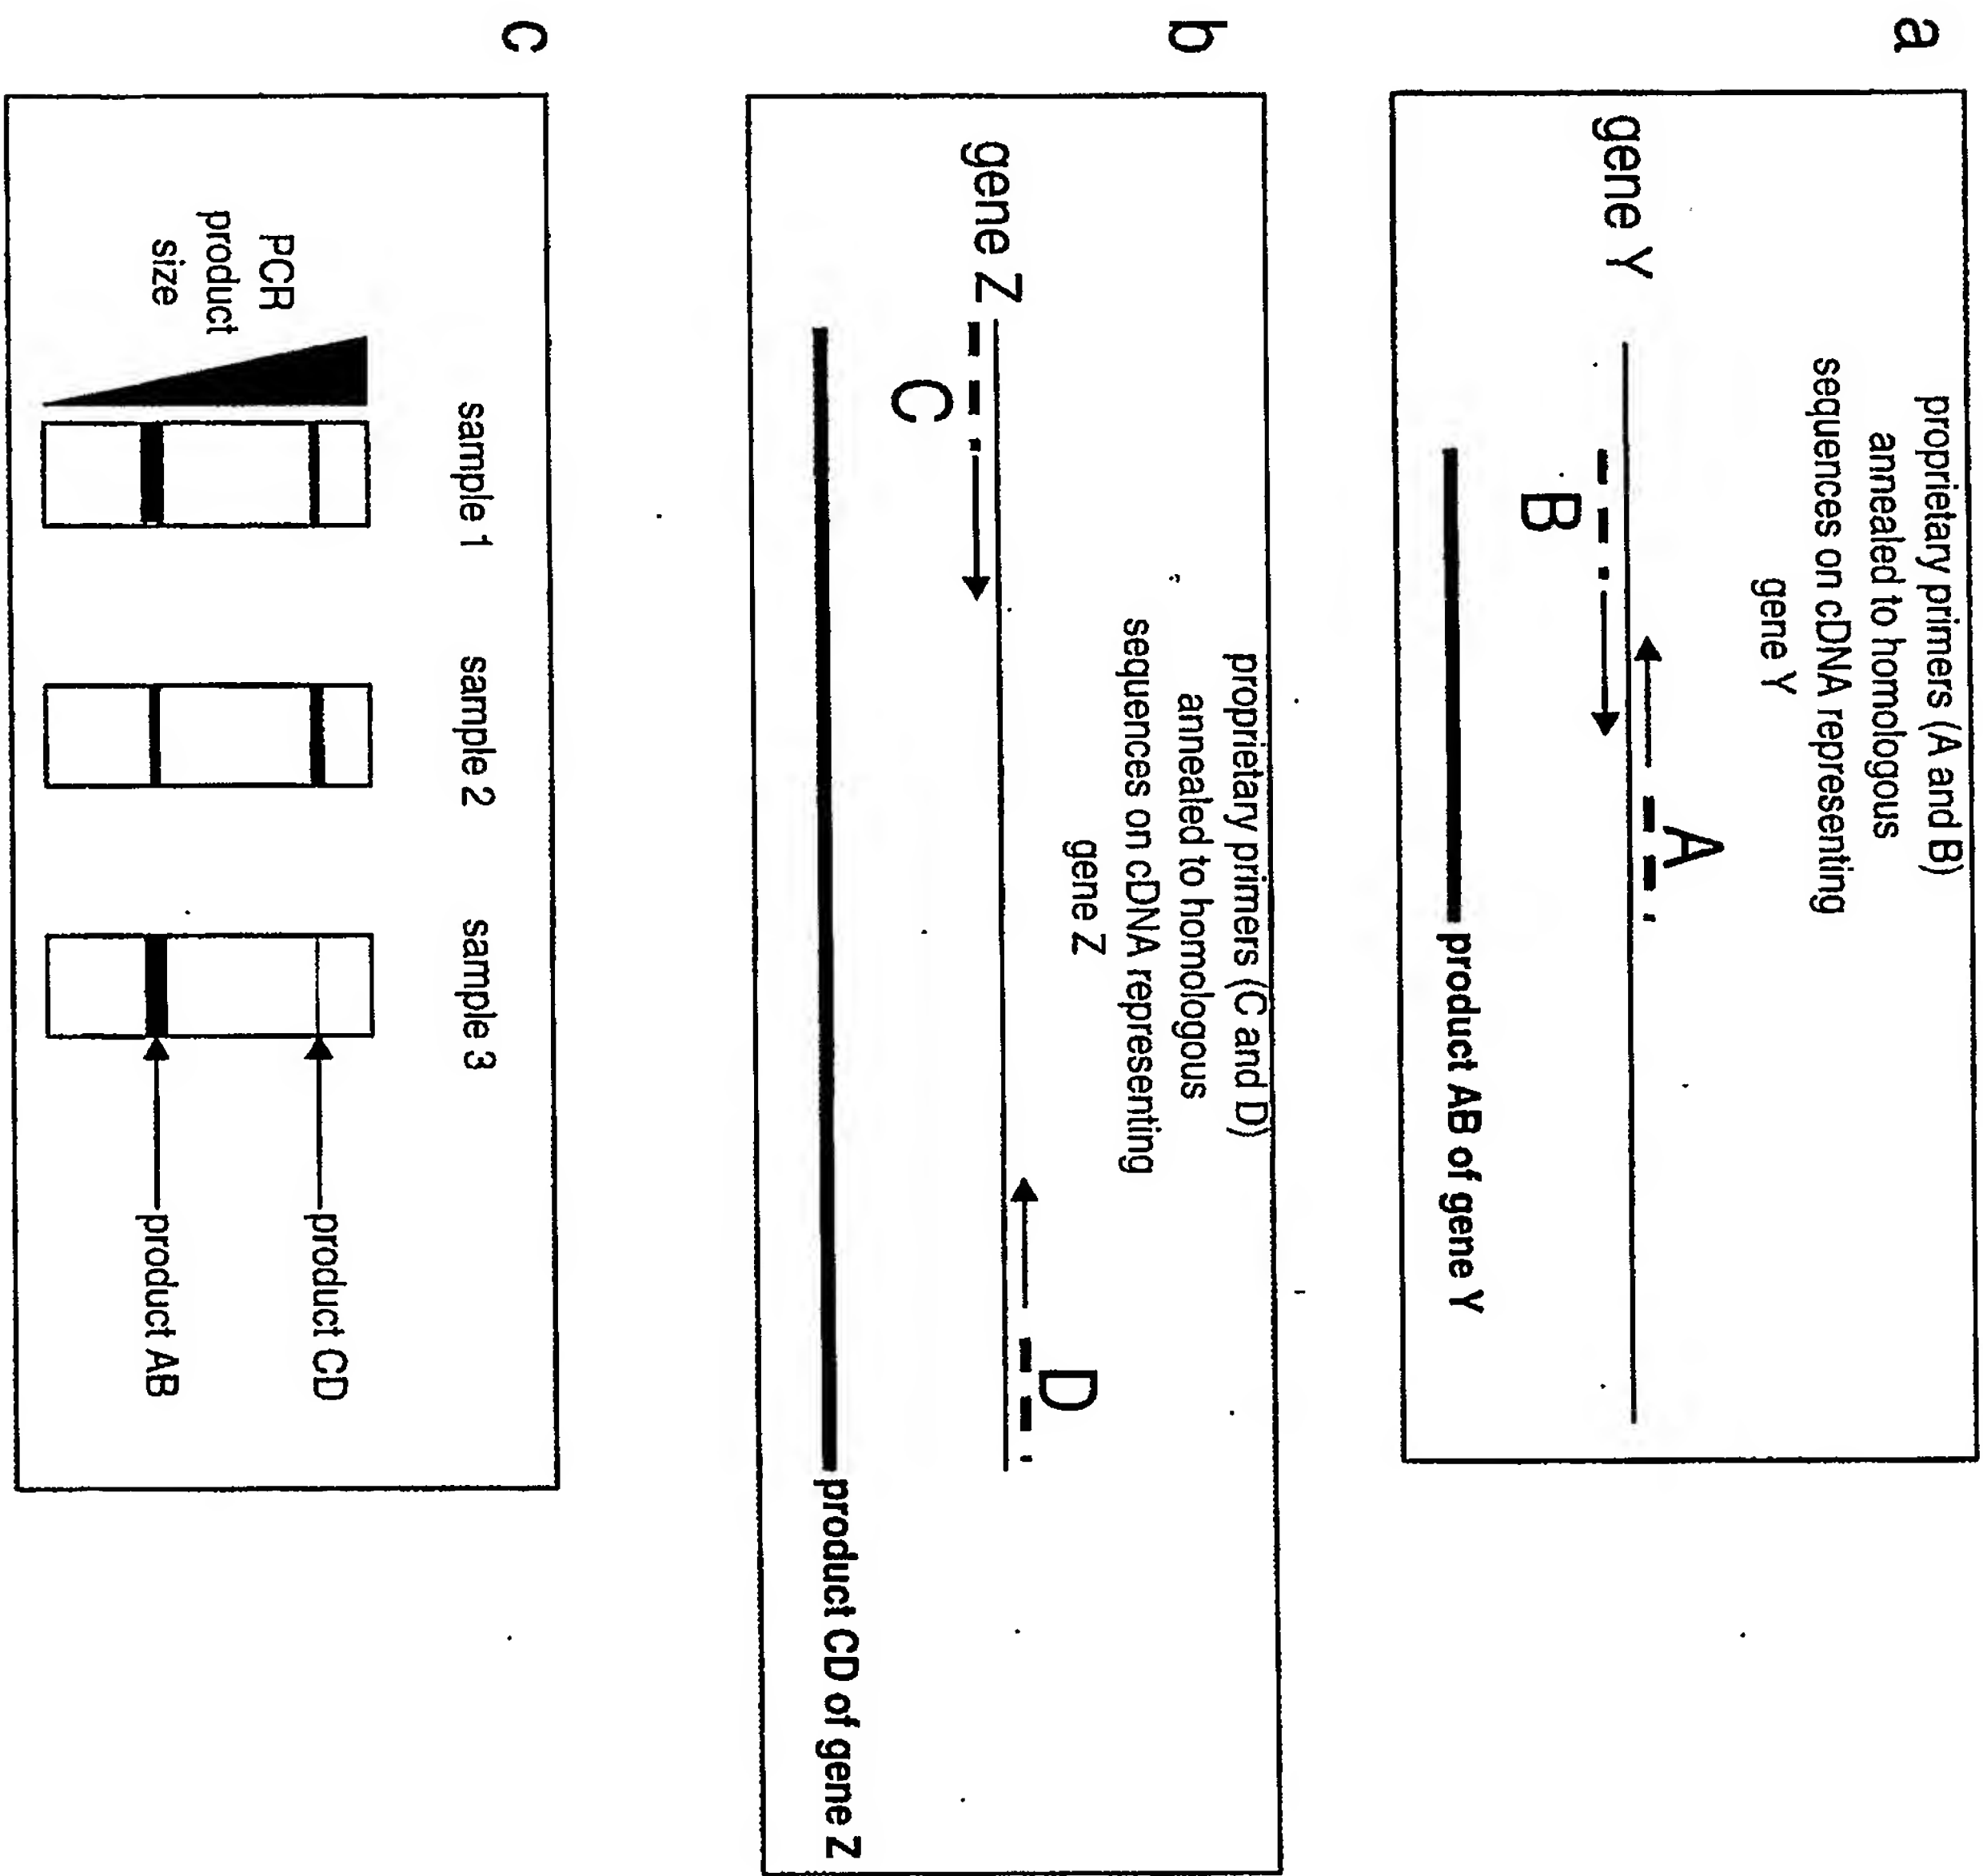 a
proprietary primers (A and B)
annealed to homologous
sequences on cDNA representing
gene Y
gene Y
A
B
product AB of gene Y
b
proprietary primers (C and D)
annealed to homologous
sequences on cDNA representing
gene Z
gene Z
D
C
product CD of gene Z
c
sample 1
sample 2
sample 3
PCR
product
size
product CD
product AB